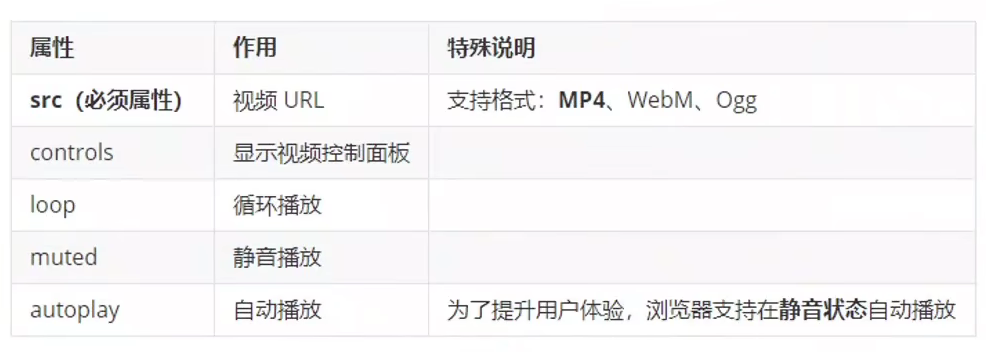 属性 作用 特殊说明
src（必须属性） 视频 URL 支持格式：MP4、WebM、Ogg
controls 显示视频控制面板
loop 循环播放
muted 静音播放
autoplay 自动播放 为了提升用户体验，浏览器支持在静音状态自动播放